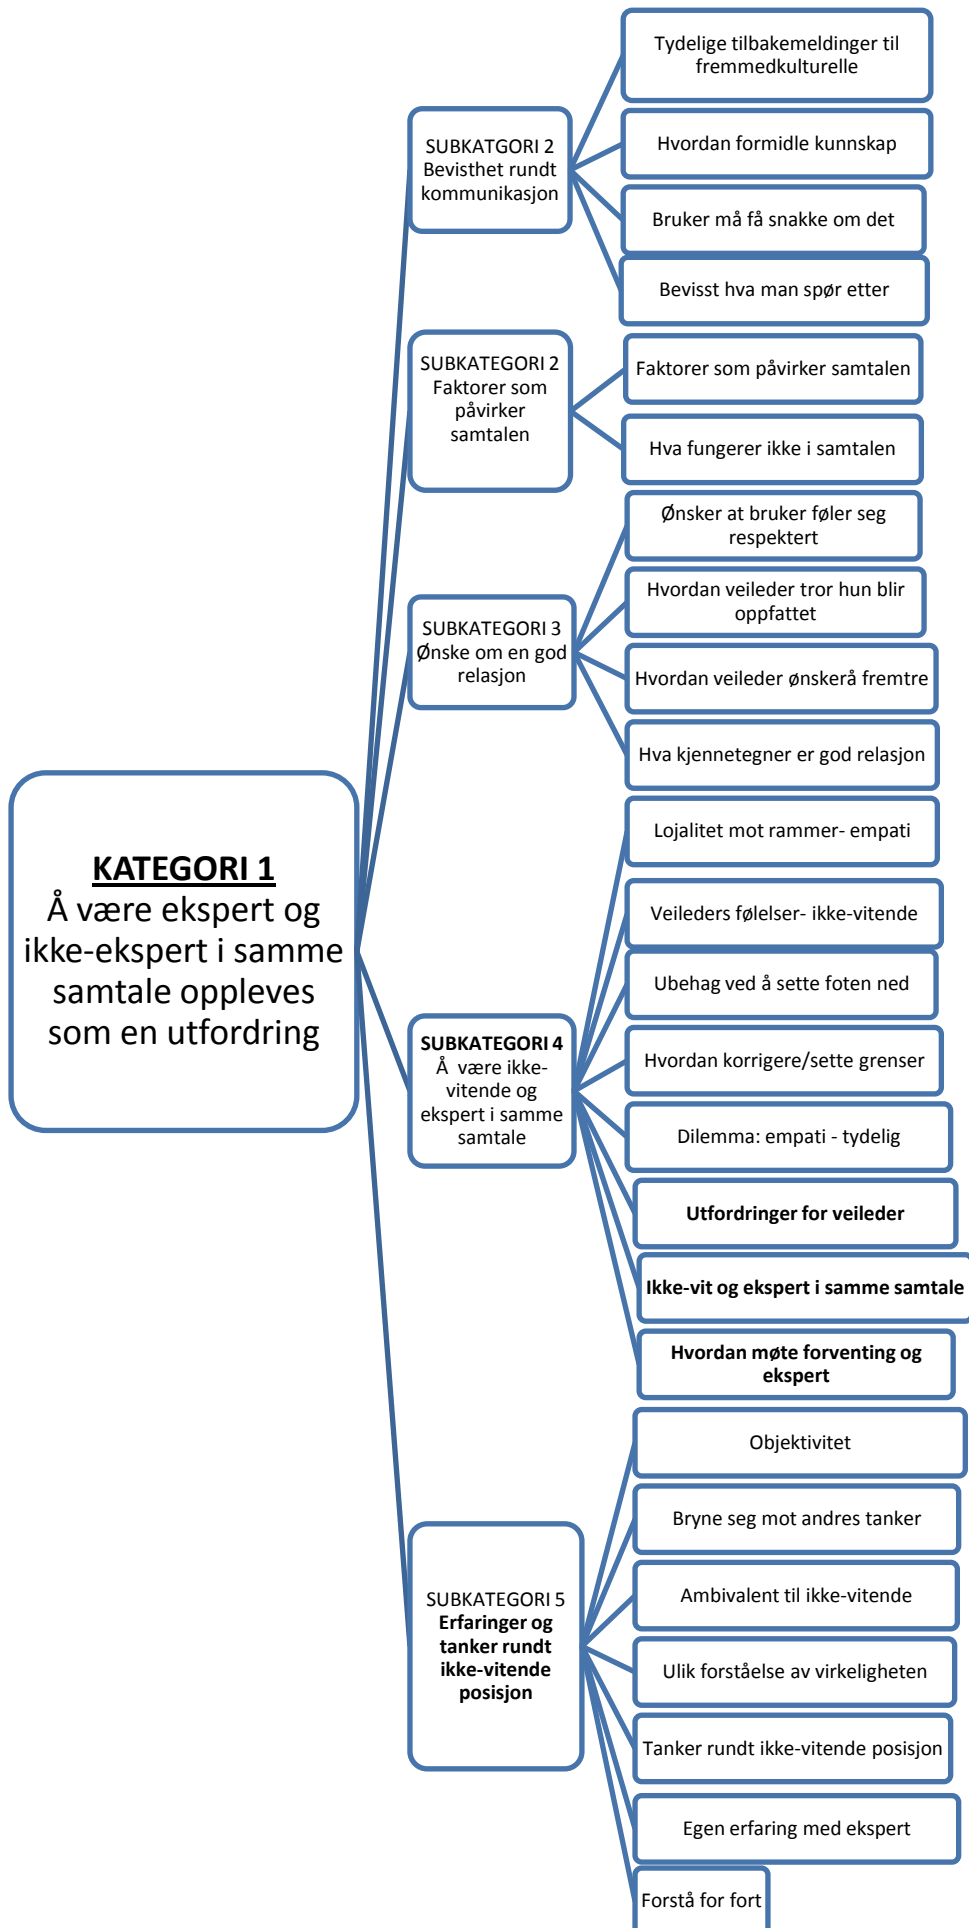 KATEGORI 1
Å være ekspert og
ikke-ekspert i samme
samtale oppleves
som en utfordring
SUBKATGORI 2
Bevisthet rundt
kommunikasjon
Tydelige tilbakemeldinger til
fremmedkulturelle
Hvordan formidle kunnskap
Bruker må få snakke om det
Bevisst hva man spør etter
SUBKATEGORI 2
Faktorer som
påvirker
samtalen
Faktorer som påvirker samtalen
Hva fungerer ikke i samtalen
SUBKATEGORI 3
Ønske om en god
relasjon
Ønsker at bruker føler seg
respektert
Hvordan veileder tror hun blir
oppfattet
Hvordan veileder ønskerå fremtre
Hva kjennetegner er god relasjon
SUBKATEGORI 4
Å være ikke-
vitende og
ekspert i samme
samtale
Lojalitet mot rammer- empati
Veileders følelser- ikke-vitende
Ubehag ved å sette foten ned
Hvordan korrigere/sette grenser
Dilemma: empati - tydelig
Utfordringer for veileder
Ikke-vit og ekspert i samme samtale
Hvordan møte forventing og
ekspert
SUBKATEGORI 5
Erfaringer og
tanker rundt
ikke-vitende
posisjon
Objektivitet
Bryne seg mot andres tanker
Ambivalent til ikke-vitende
Ulik forståelse av virkeligheten
Tanker rundt ikke-vitende posisjon
Egen erfaring med ekspert
Forstå for fort